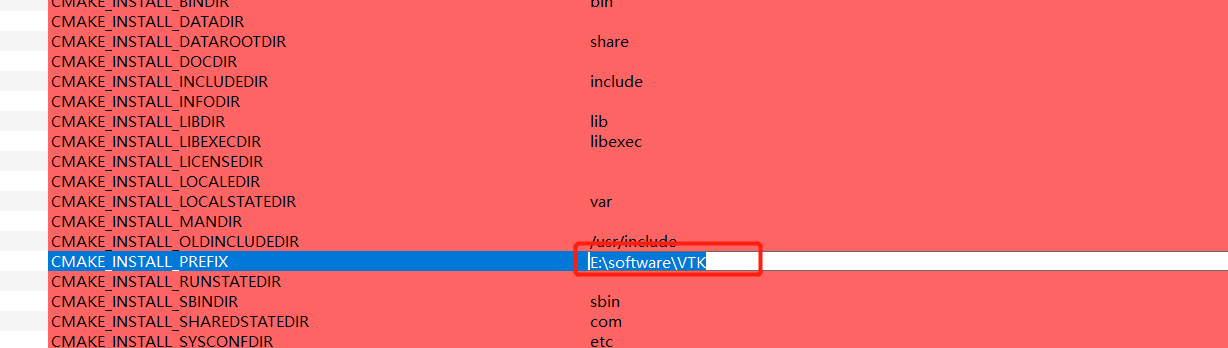 CMAKE_INSTALL_BINDIR bin
CMAKE_INSTALL_DATADIR
CMAKE_INSTALL_DATAROOTDIR share
CMAKE_INSTALL_DOCDIR
CMAKE_INSTALL_INCLUDEDIR include
CMAKE_INSTALL_INFODIR
CMAKE_INSTALL_LIBDIR lib
CMAKE_INSTALL_LIBEXECDIR libexec
CMAKE_INSTALL_LICENSEDIR
CMAKE_INSTALL_LOCALEDIR
CMAKE_INSTALL_LOCALSTATEDIR var
CMAKE_INSTALL_MANDIR
CMAKE_INSTALL_OLDINCLUDEDIR /usr/include
CMAKE_INSTALL_PREFIX E:\software\VTK
CMAKE_INSTALL_RUNSTATEDIR
CMAKE_INSTALL_SBINDIR sbin
CMAKE_INSTALL_SHAREDSTATEDIR com
CMAKE_INSTALL_SYSCONFDIR etc